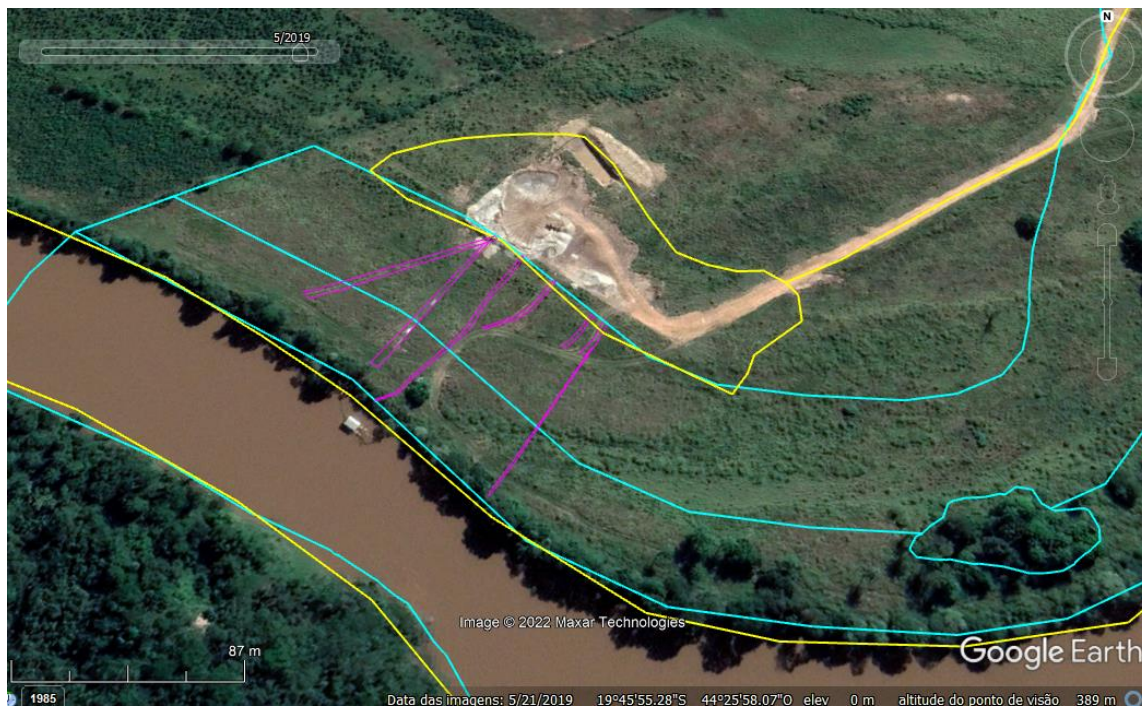 5/2019
N
Image © 2022 Maxar Technologies
Google Earth
87 m
1985
Data das imagens: 5/21/2019 19°45'55.28"S 44°25'58.07"O elev 0 m altitude do ponto de visão 389 m